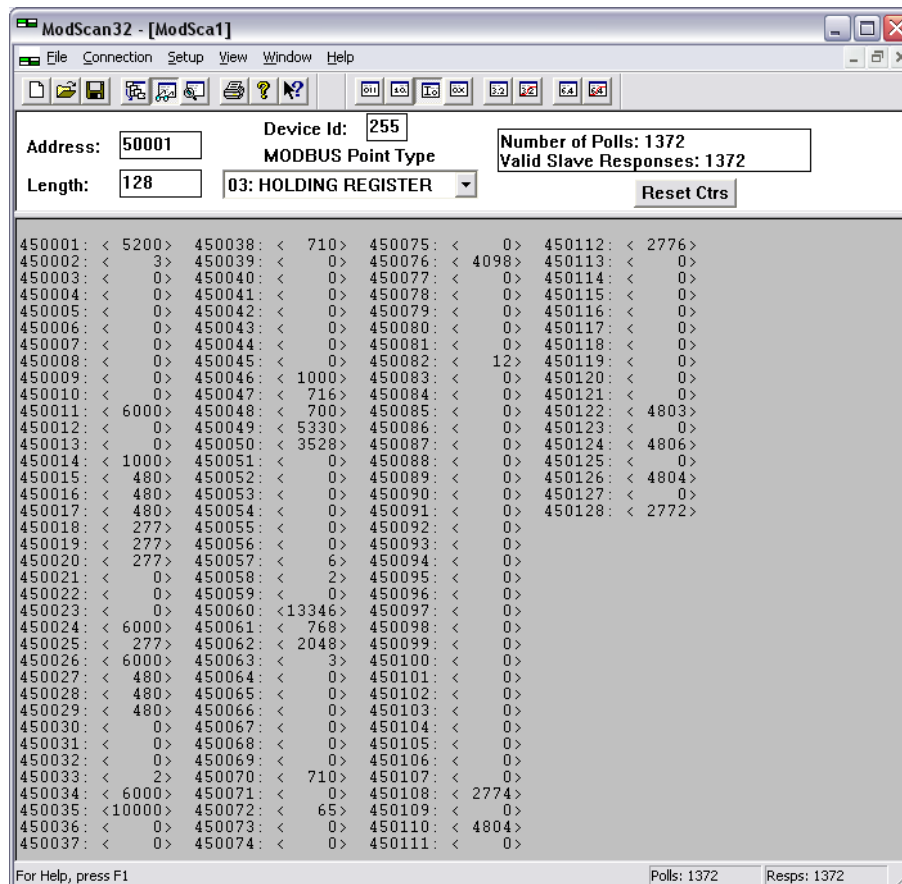 ModScan32 - [ModSca1]
File Connection Setup View Window Help
Address: 50001
Device Id: 255
MODBUS Point Type
Number of Polls: 1372
Valid Slave Responses: 1372
Length: 128
03: HOLDING REGISTER
Reset Ctrs
450001: < 5200> 450038: < 710> 450075: < 0> 450112: < 2776>
450002: < 3> 450039: < 0> 450076: < 4098> 450113: < 0>
450003: < 0> 450040: < 0> 450077: < 0> 450114: < 0>
450004: < 0> 450041: < 0> 450078: < 0> 450115: < 0>
450005: < 0> 450042: < 0> 450079: < 0> 450116: < 0>
450006: < 0> 450043: < 0> 450080: < 0> 450117: < 0>
450007: < 0> 450044: < 0> 450081: < 0> 450118: < 0>
450008: < 0> 450045: < 0> 450082: < 12> 450119: < 0>
450009: < 0> 450046: < 1000> 450083: < 0> 450120: < 0>
450010: < 0> 450047: < 716> 450084: < 0> 450121: < 0>
450011: < 6000> 450048: < 700> 450085: < 0> 450122: < 4803>
450012: < 0> 450049: < 5330> 450086: < 0> 450123: < 0>
450013: < 0> 450050: < 3528> 450087: < 0> 450124: < 4806>
450014: < 1000> 450051: < 0> 450088: < 0> 450125: < 0>
450015: < 480> 450052: < 0> 450089: < 0> 450126: < 4804>
450016: < 480> 450053: < 0> 450090: < 0> 450127: < 0>
450017: < 480> 450054: < 0> 450091: < 0> 450128: < 2772>
450018: < 277> 450055: < 0> 450092: < 0>
450019: < 277> 450056: < 0> 450093: < 0>
450020: < 277> 450057: < 6> 450094: < 0>
450021: < 0> 450058: < 2> 450095: < 0>
450022: < 0> 450059: < 0> 450096: < 0>
450023: < 0> 450060: <13346> 450097: < 0>
450024: < 6000> 450061: < 768> 450098: < 0>
450025: < 277> 450062: < 2048> 450099: < 0>
450026: < 6000> 450063: < 3> 450100: < 0>
450027: < 480> 450064: < 0> 450101: < 0>
450028: < 480> 450065: < 0> 450102: < 0>
450029: < 480> 450066: < 0> 450103: < 0>
450030: < 0> 450067: < 0> 450104: < 0>
450031: < 0> 450068: < 0> 450105: < 0>
450032: < 0> 450069: < 0> 450106: < 0>
450033: < 2> 450070: < 710> 450107: < 0>
450034: < 6000> 450071: < 0> 450108: < 2774>
450035: <10000> 450072: < 65> 450109: < 0>
450036: < 0> 450073: < 0> 450110: < 4804>
450037: < 0> 450074: < 0> 450111: < 0>
For Help, press F1
Polls: 1372
Resps: 1372